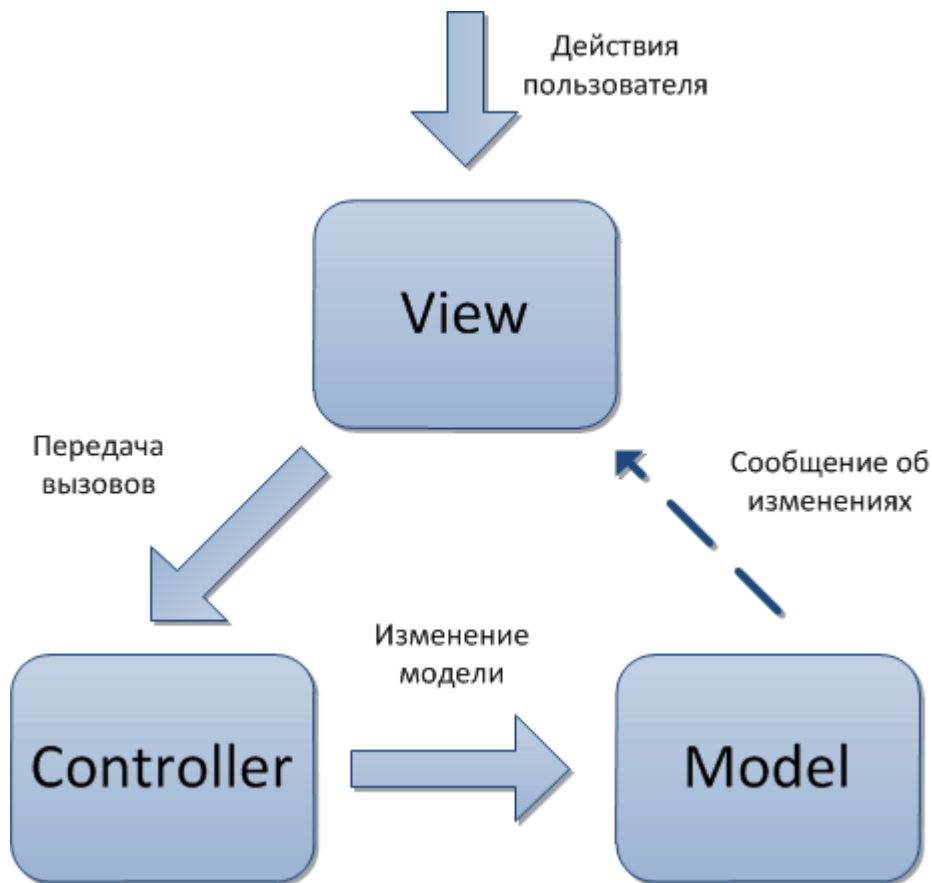 Действия
пользователя
View
Передача
вызовов
Сообщение об
изменениях
Изменение
модели
Controller
Model